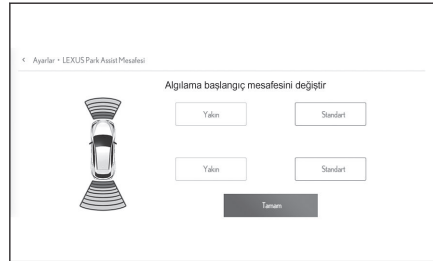 < Ayarlar • LEXUS Park Assist Mesafesi
Algılama başlangıç mesafesini değiştir
Yakın Standart
Yakın Standart
Tamam